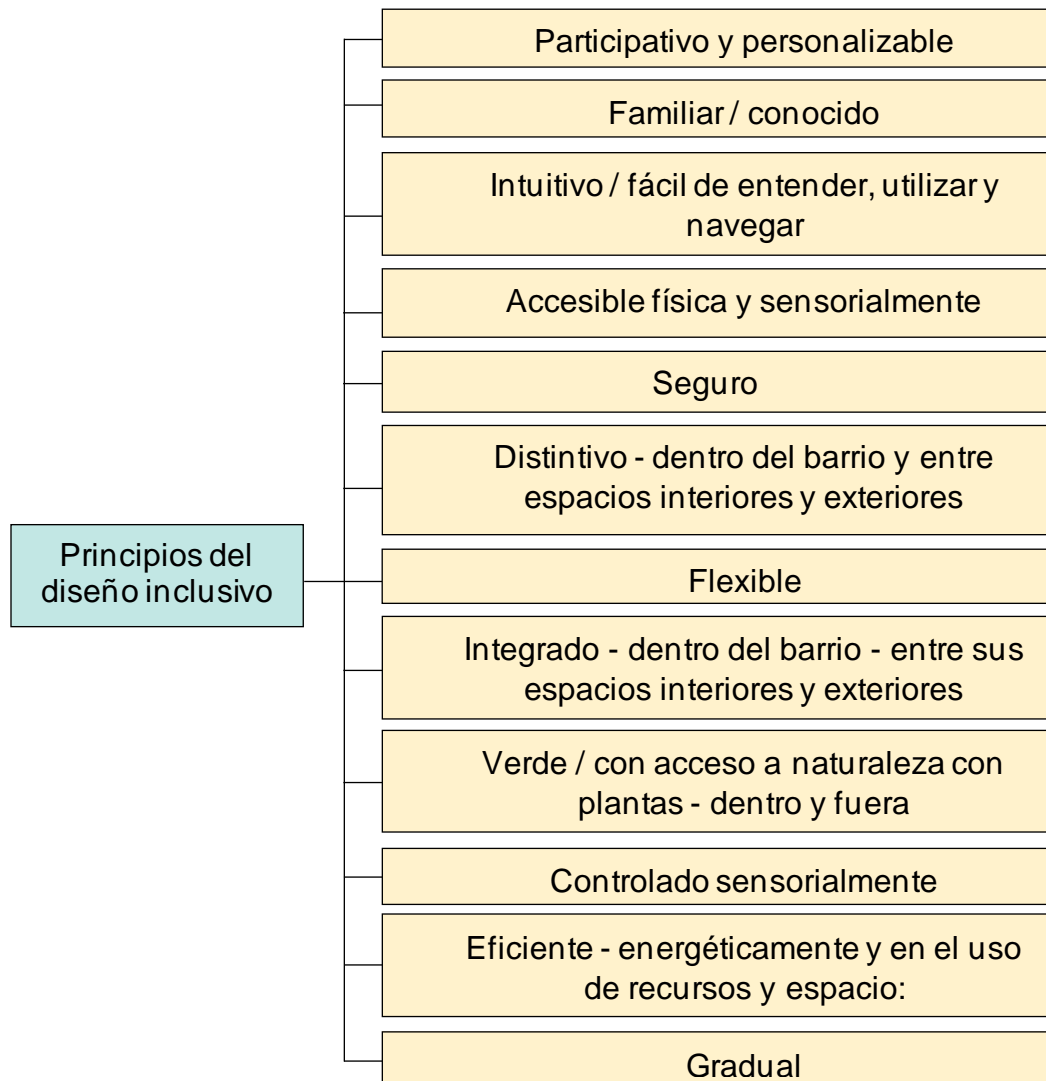 Participativo y personalizable
Familiar / conocido
Intuitivo / fácil de entender, utilizar y
navegar
Accesible física y sensorialmente
Seguro
Distintivo - dentro del barrio y entre
espacios interiores y exteriores
Principios del
diseño inclusivo
Flexible
Integrado - dentro del barrio - entre sus
espacios interiores y exteriores
Verde / con acceso a naturaleza con
plantas - dentro y fuera
Controlado sensorialmente
Eficiente - energéticamente y en el uso
de recursos y espacio:
Gradual